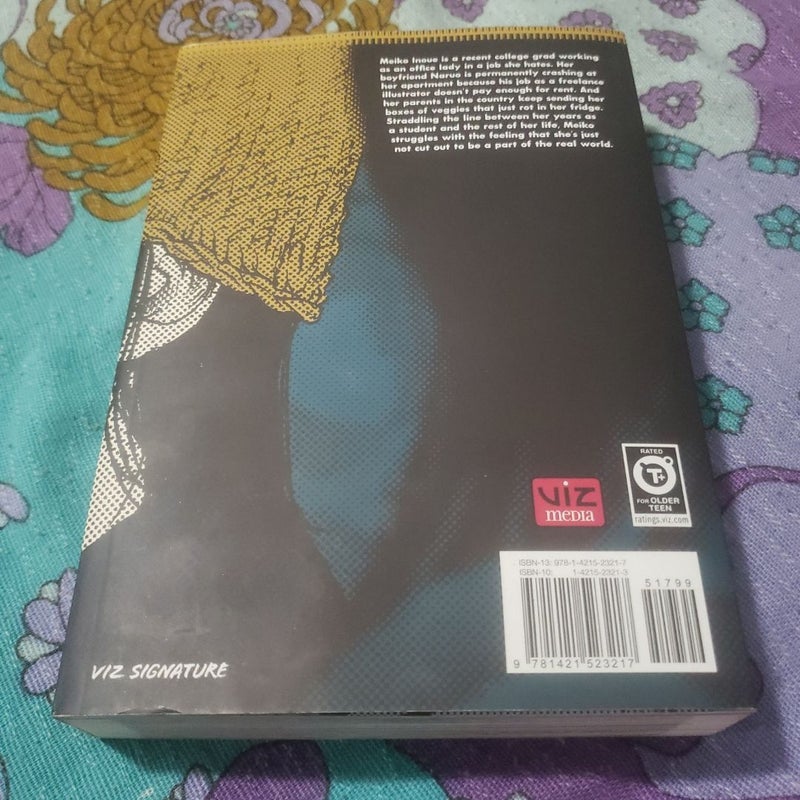 Meiko Inoue is a recent college grad working
as an office lady in a job she hates. Her
boyfriend Naruo is permanently crashing at
her apartment because his job as a freelance
illustrator doesn't pay enough for rent. And
her parents in the country keep sending her
boxes of veggies that just rot in her fridge.
Straddling the line between her years as
a student and the rest of her life, Meiko
struggles with the feeling that she's just
not cut out to be a part of the real world.
VIZ
MEDIA
RATED
T+
FOR OLDER
TEEN
ratings.viz.com
ISBN-13: 978-1-4215-2321-7
ISBN-10: 1-4215-2321-3
51799
9 781421 523217
VIZ SIGNATURE